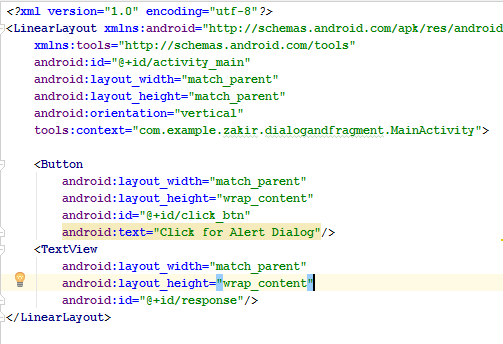 <?xml version="1.0" encoding="utf-8"?>
<LinearLayout xmlns:android="http://schemas.android.com/apk/res/android
xmlns:tools="http://schemas.android.com/tools"
android:id="@+id/activity_main"
android:layout_width="match_parent"
android:layout_height="match_parent"
android:orientation="vertical"
tools:context="com.example.zakir.dialogandfragment.MainActivity">
<Button
android:layout_width="match_parent"
android:layout_height="wrap_content"
android:id="@+id/click_btn"
android:text="Click for Alert Dialog"/>
<TextView
android:layout_width="match_parent"
android:layout_height="wrap_content"
android:id="@+id/response"/>
</LinearLayout>